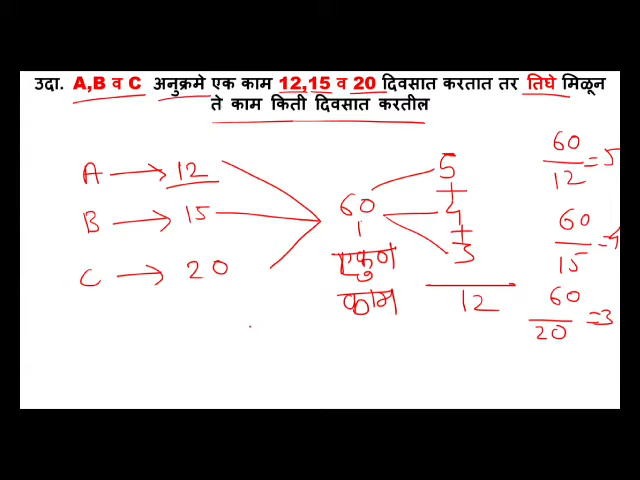 उदा. A,B व C अनुक्रमे एक काम 12,15 व 20 दिवसात करतात तर तिघे मिळून
ते काम किती दिवसात करतील
A → 12
B → 15
C → 20
60
एकुण
काम
5
+
4
+
3
12
60/12 = 5
60/15 = 4
60/20 = 3